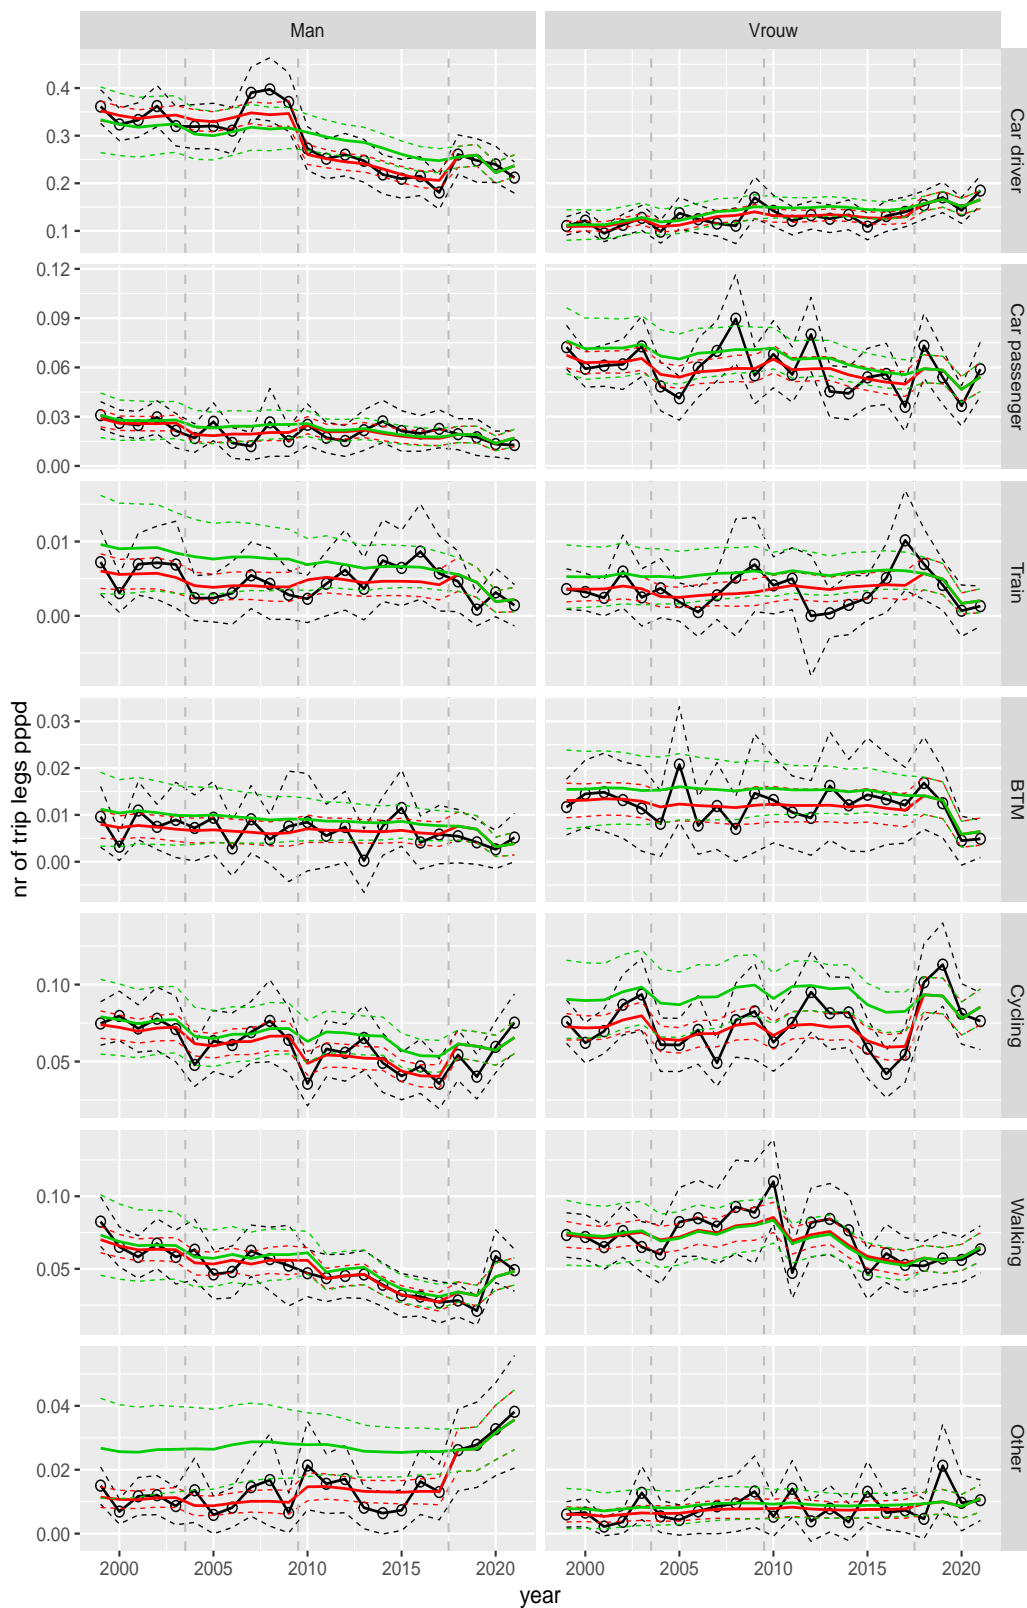 Man
Vrouw
0.4
0.3
0.2
0.1
Car driver
0.12
0.09
0.06
0.03
0.00
Car passenger
0.01
0.00
Train
0.03
0.02
0.01
0.00
BTM
nr of trip legs pppd
0.10
0.05
Cycling
0.10
0.05
Walking
0.04
0.02
0.00
Other
2000
2005
2010
2015
2020
2000
2005
2010
2015
2020
year